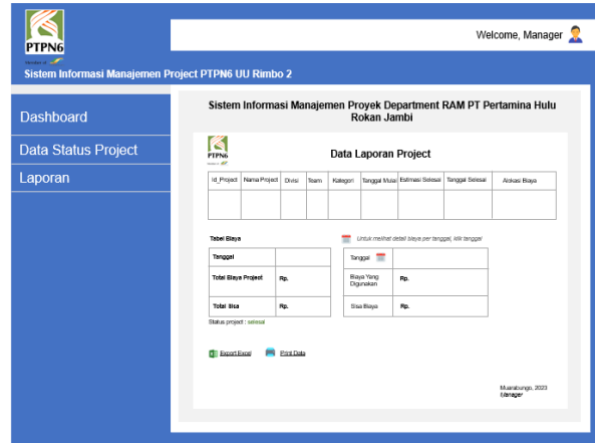 PTPN6
Welcome, Manager
Sistem Informasi Manajemen Project PTPN6 UU Rimbo 2
Dashboard
Data Status Project
Laporan
Sistem Informasi Manajemen Proyek Department RAM PT Pertamina Hulu
Rokan Jambi
PTPN6
Data Laporan Project
Id_Project Nama Project Divisi Team Kategori Tanggal Mulai Estimasi Selesai Tanggal Selesai Alokasi Biaya
Tabel Biaya
Untuk melihat detail biaya per tanggal, klik tanggal
Tanggal
Tanggal
Total Biaya Project Rp.
Biaya Yang
Digunakan Rp.
Total Sisa Rp.
Sisa Biaya Rp.
Status project : selesai
Export Excel Print Data
Muarabungo, 2023
Manager